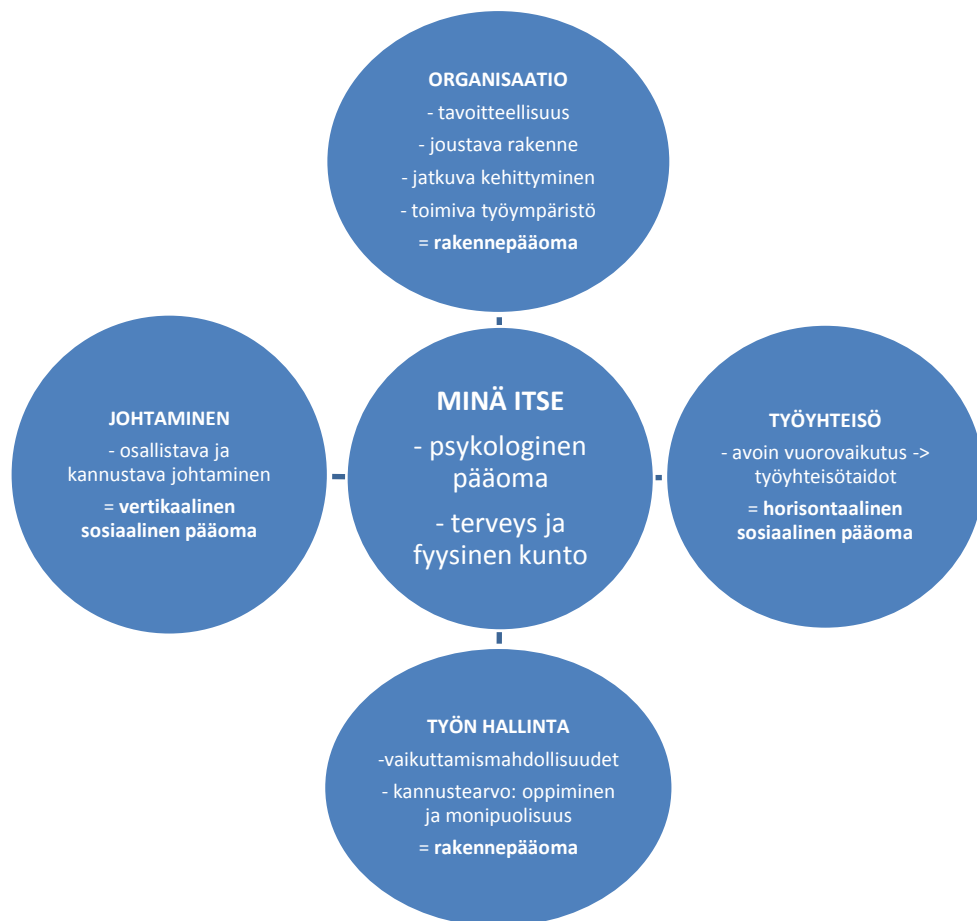 ORGANISAATIO
- tavoitteellisuus
- joustava rakenne
- jatkuva kehittyminen
- toimiva työympäristö
= rakennepääoma
JOHTAMINEN
- osallistava ja
kannustava johtaminen
= vertikaalinen
sosiaalinen pääoma
MINÄ ITSE
- psykologinen
pääoma
- terveys ja
fyysinen kunto
TYÖYHTEISÖ
- avoin vuorovaikutus ->
työyhteisötaidot
= horisontaalinen
sosiaalinen pääoma
TYÖN HALLINTA
-vaikuttamismahdollisuudet
- kannustearvo: oppiminen
ja monipuolisuus
= rakennepääoma